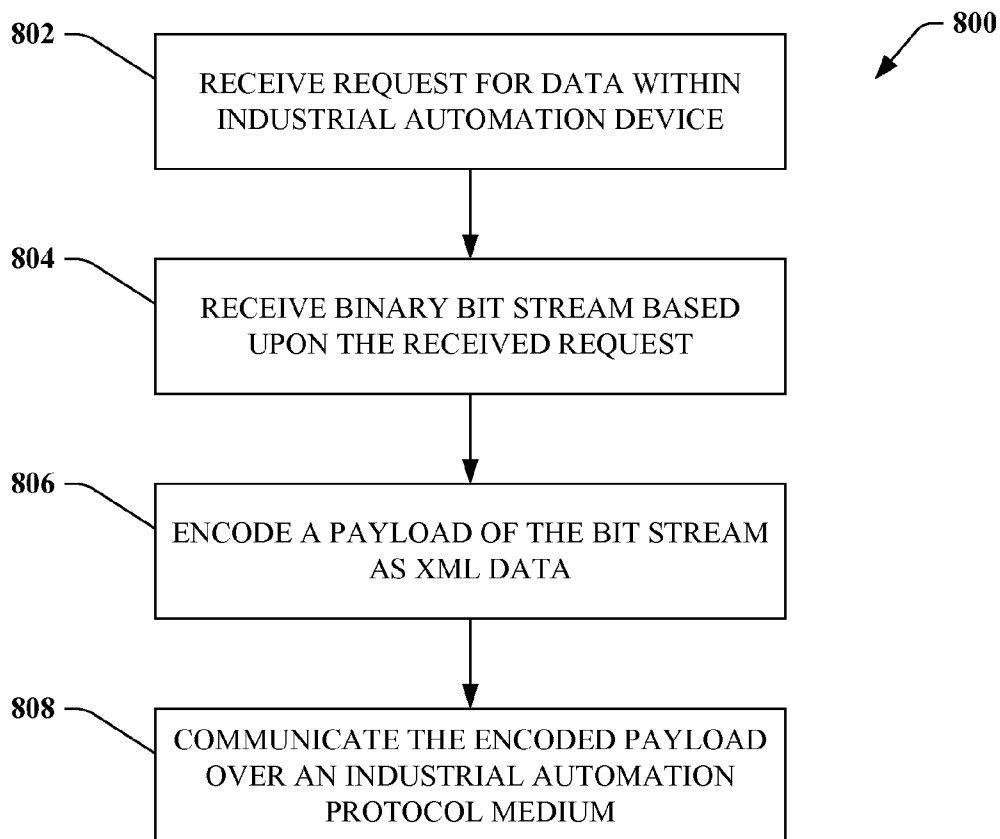 800
802
RECEIVE REQUEST FOR DATA WITHIN
INDUSTRIAL AUTOMATION DEVICE
804
RECEIVE BINARY BIT STREAM BASED
UPON THE RECEIVED REQUEST
806
ENCODE A PAYLOAD OF THE BIT STREAM
AS XML DATA
808
COMMUNICATE THE ENCODED PAYLOAD
OVER AN INDUSTRIAL AUTOMATION
PROTOCOL MEDIUM